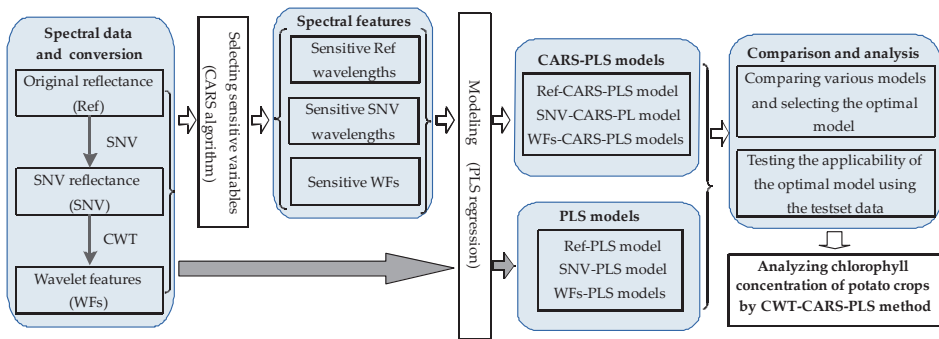 Spectral data
and conversion
Original reflectance
(Ref)
SNV
SNV reflectance
(SNV)
CWT
Wavelet features
(WFs)
Selecting sensitive variables
(CARS algorithm)
Spectral features
Sensitive Ref
wavelengths
Sensitive SNV
wavelengths
Sensitive WFs
Modeling (PLS regression)
CARS-PLS models
Ref-CARS-PLS model
SNV-CARS-PL model
WFs-CARS-PLS models
PLS models
Ref-PLS model
SNV-PLS model
WFs-PLS models
Comparison and analysis
Comparing various models
and selecting the optimal
model
Testing the applicability of
the optimal model using
the testset data
Analyzing chlorophyll
concentration of potato crops
by CWT-CARS-PLS method